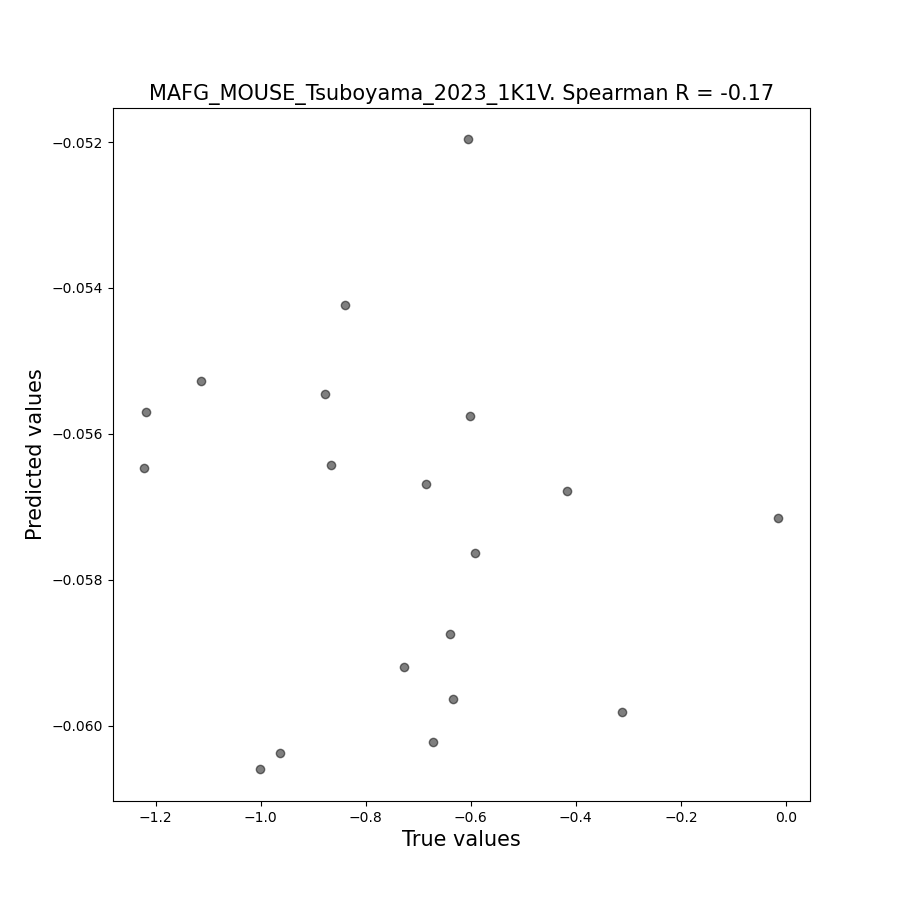 MAFG_MOUSE_Tsuboyama_2023_1K1V. Spearman R = -0.17
−0.052
−0.054
−0.056
−0.058
−0.060
Predicted values
−1.2 −1.0 −0.8 −0.6 −0.4 −0.2 0.0
True values